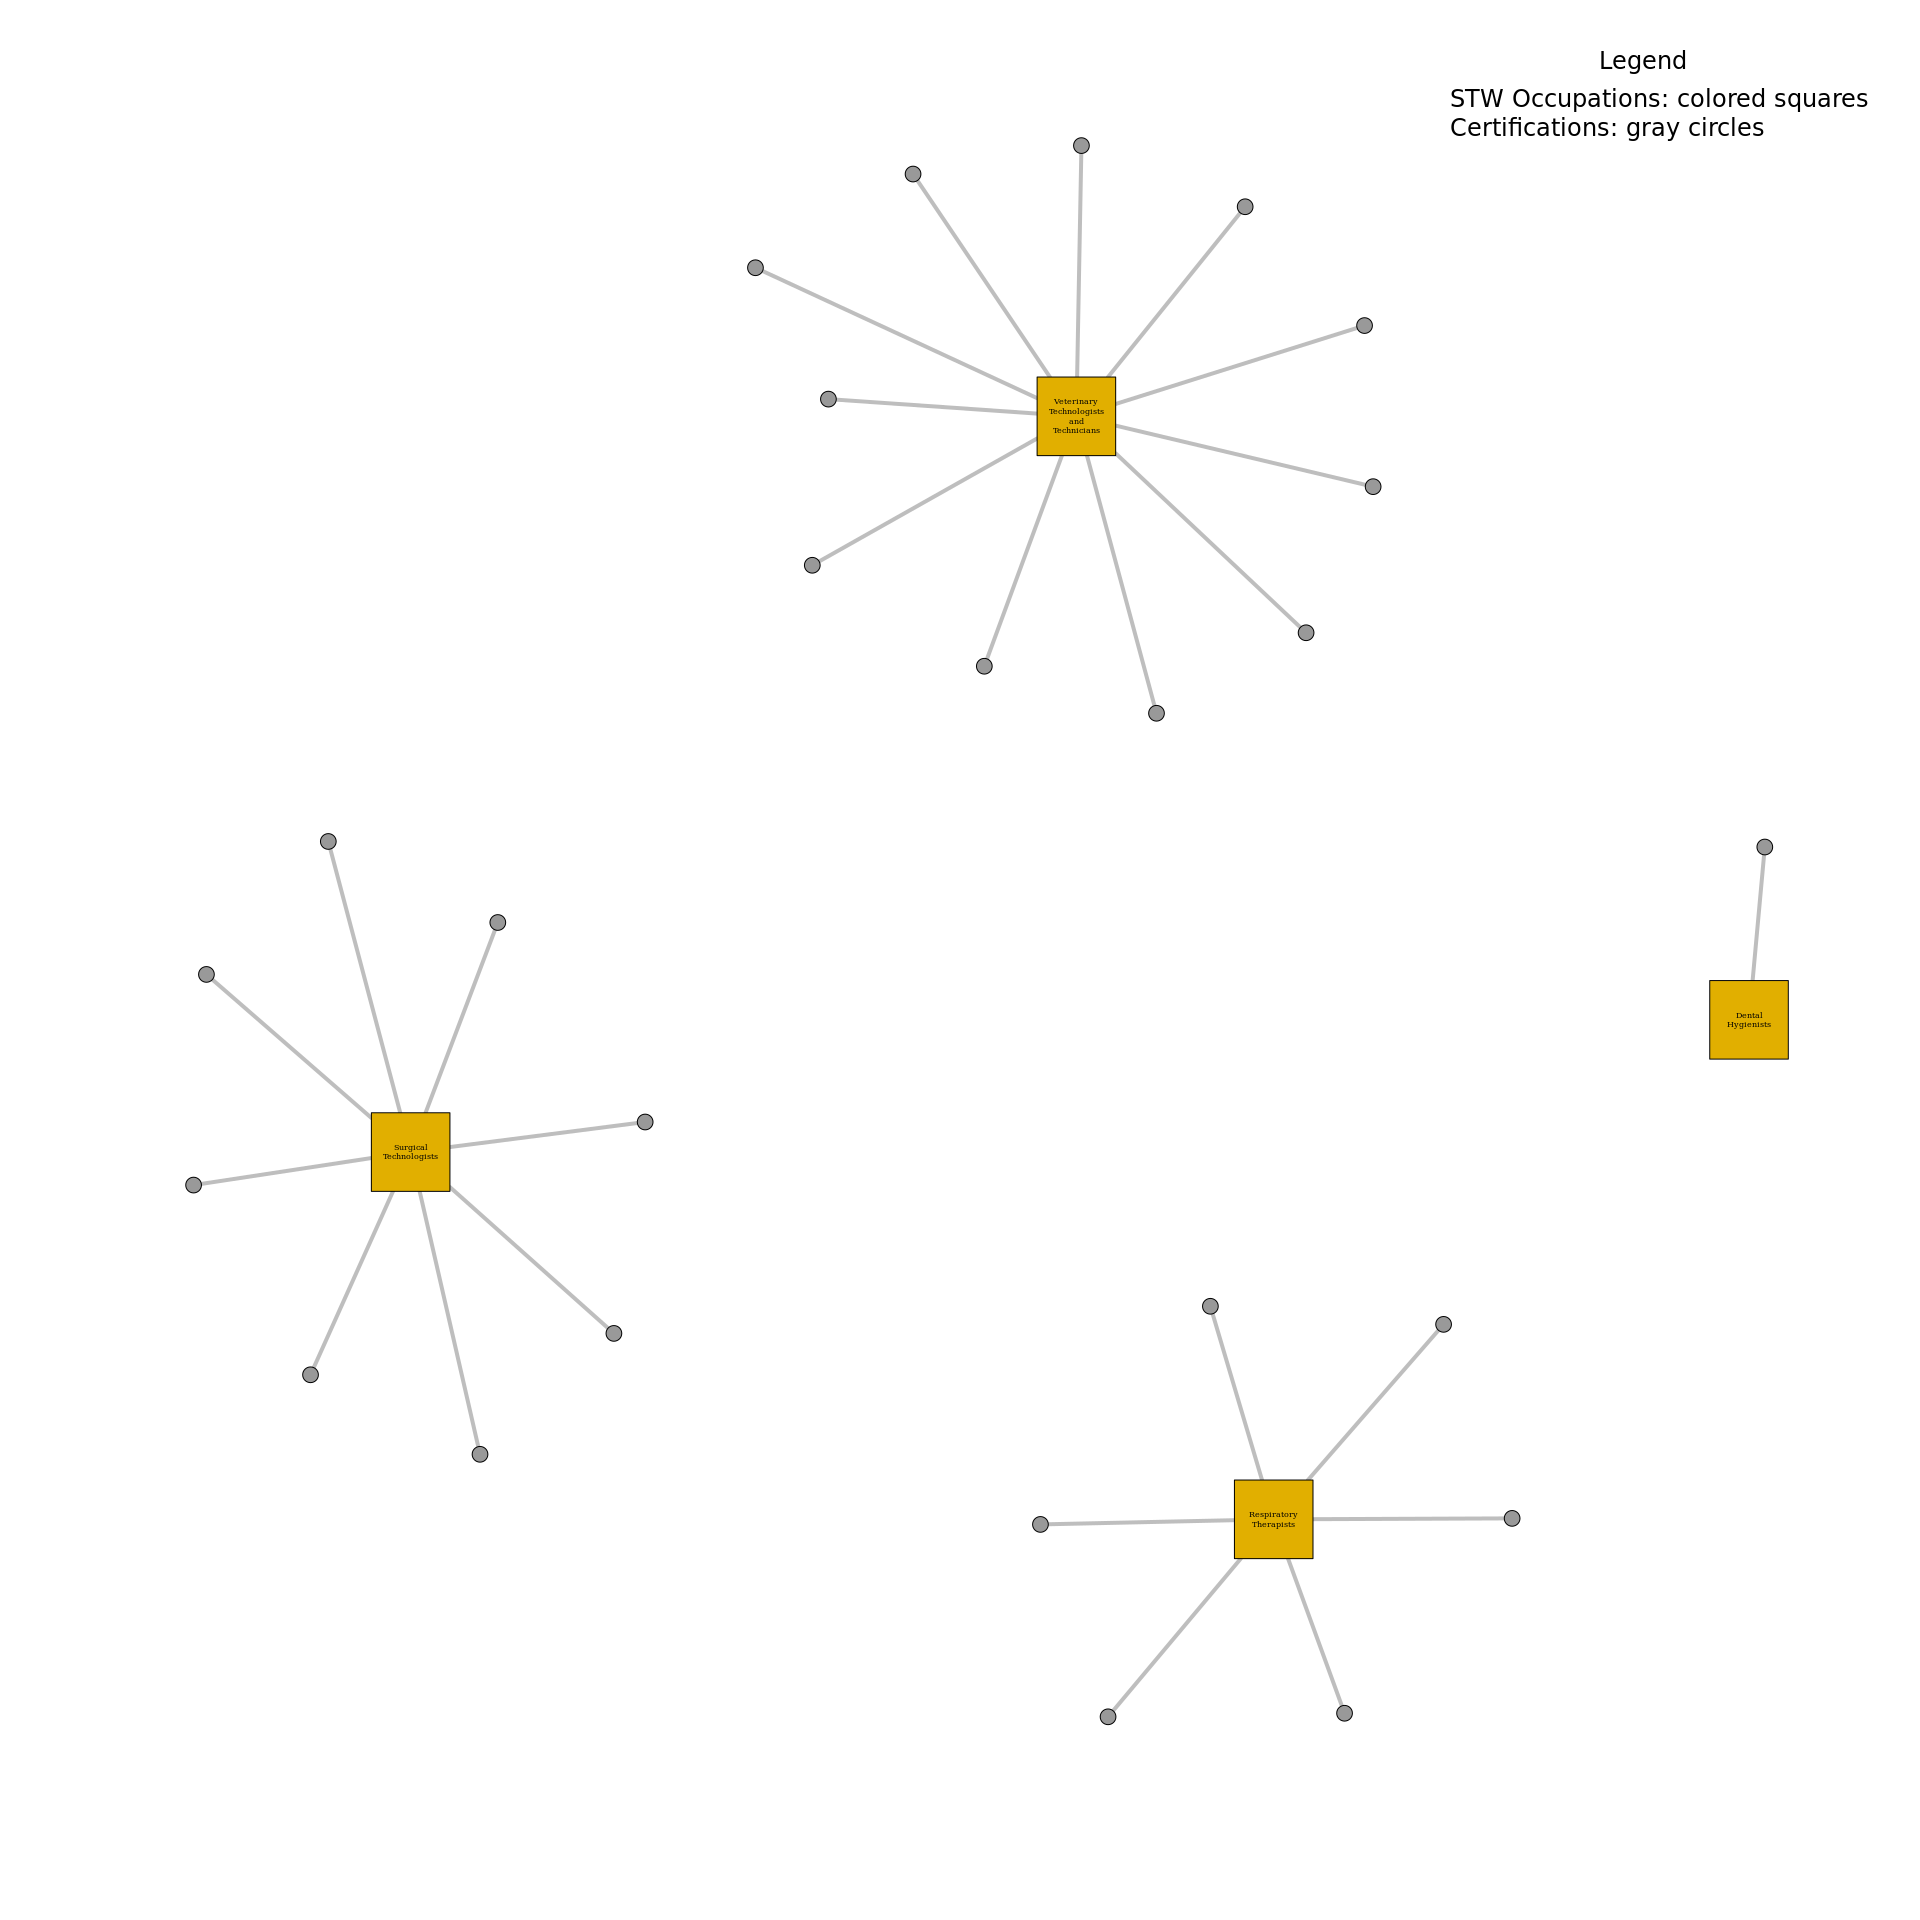 Legend
STW Occupations: colored squares
Certifications: gray circles
Veterinary
Technologists
and
Technicians
Dental
Hygienists
Surgical
Technologists
Respiratory
Therapists